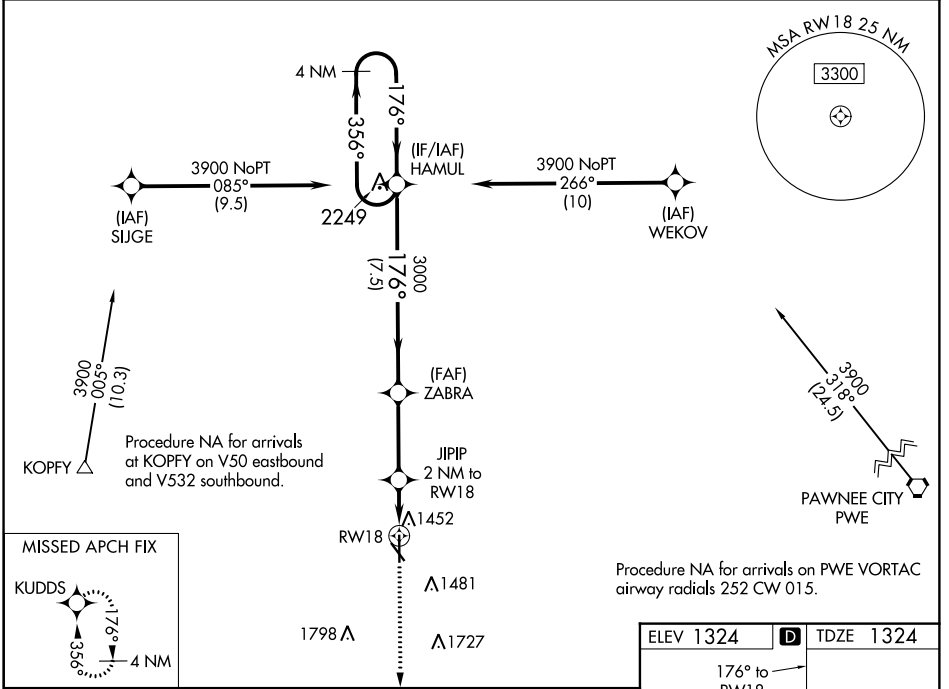 MSA RW18 25 NM
3300
4 NM
176°
356°
(IF/IAF)
HAMUL
3900 NoPT
085°
(9.5)
3900 NoPT
266°
(10)
(IAF)
SIJGE
2249
(IAF)
WEKOV
3000
176°
(7.5)
3900
005°
(10.3)
(FAF)
ZABRA
3900
318°
(24.5)
KOPFY
Procedure NA for arrivals
at KOPFY on V50 eastbound
and V532 southbound.
JIPIP
2 NM to
RW18
PAWNEE CITY
PWE
1452
RW18
MISSED APCH FIX
KUDDS
176°
356°
4 NM
1481
1798
1727
Procedure NA for arrivals on PWE VORTAC
airway radials 252 CW 015.
ELEV 1324
D
TDZE 1324
176° to
RW18